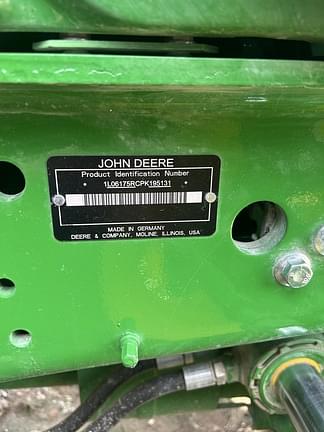 JOHN DEERE
Product Identification Number
* 1L06175RCPK195131 *
MADE IN GERMANY
DEERE & COMPANY, MOLINE, ILLINOIS, USA